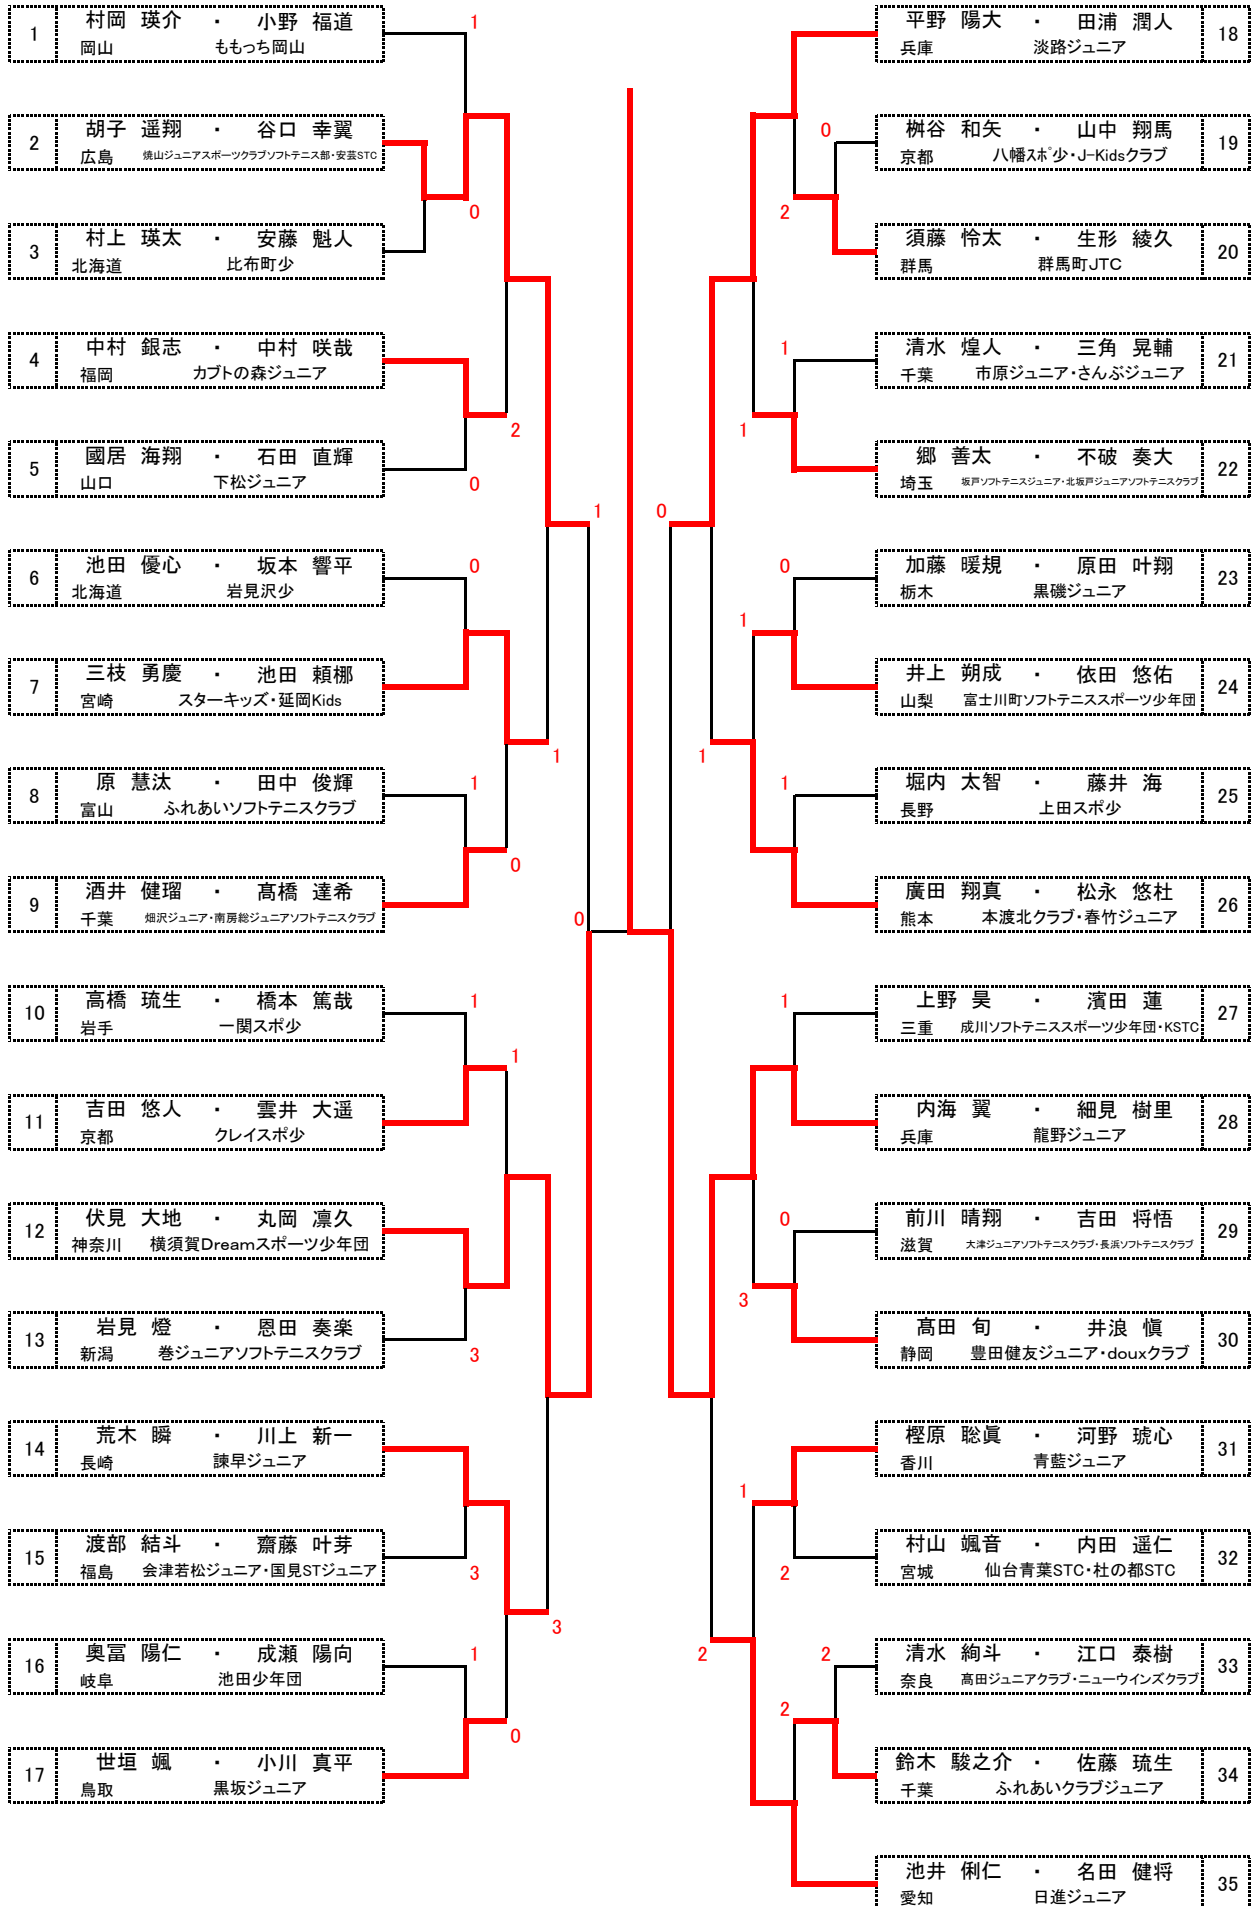 1 村岡 瑛介 ・ 小野 福道
岡山 ももっち岡山
2 胡子 遥翔 ・ 谷口 幸翼
広島 焼山ジュニアスポーツクラブソフトテニス部・安芸STC
3 村上 瑛太 ・ 安藤 魁人
北海道 比布町少
4 中村 銀志 ・ 中村 咲哉
福岡 カブトの森ジュニア
5 國居 海翔 ・ 石田 直輝
山口 下松ジュニア
6 池田 優心 ・ 坂本 響平
北海道 岩見沢少
7 三枝 勇慶 ・ 池田 頼梛
宮崎 スターキッズ・延岡Kids
8 原 慧汰 ・ 田中 俊輝
富山 ふれあいソフトテニスクラブ
9 酒井 健瑠 ・ 髙橋 達希
千葉 畑沢ジュニア・南房総ジュニアソフトテニスクラブ
10 高橋 琉生 ・ 橋本 篤哉
岩手 一関スポ少
11 吉田 悠人 ・ 雲井 大遥
京都 クレイスポ少
12 伏見 大地 ・ 丸岡 凛久
神奈川 横須賀Dreamスポーツ少年団
13 岩見 燈 ・ 恩田 奏楽
新潟 巻ジュニアソフトテニスクラブ
14 荒木 瞬 ・ 川上 新一
長崎 諫早ジュニア
15 渡部 結斗 ・ 齋藤 叶芽
福島 会津若松ジュニア・国見STジュニア
16 奥冨 陽仁 ・ 成瀬 陽向
岐阜 池田少年団
17 世垣 颯 ・ 小川 真平
鳥取 黒坂ジュニア
1
0
2
0
1
0
1
1
0
0
1
1
3
3
3
1
0
平野 陽大 ・ 田浦 潤人 18
兵庫 淡路ジュニア
桝谷 和矢 ・ 山中 翔馬 19
京都 八幡スポ少・J-Kidsクラブ
須藤 怜太 ・ 生形 綾久 20
群馬 群馬町JTC
清水 煌人 ・ 三角 晃輔 21
千葉 市原ジュニア・さんぶジュニア
郷 善太 ・ 不破 奏大 22
埼玉 坂戸ソフトテニスジュニア・北坂戸ジュニアソフトテニスクラブ
加藤 暖規 ・ 原田 叶翔 23
栃木 黒磯ジュニア
井上 朔成 ・ 依田 悠佑 24
山梨 富士川町ソフトテニススポーツ少年団
堀内 太智 ・ 藤井 海 25
長野 上田スポ少
廣田 翔真 ・ 松永 悠杜 26
熊本 本渡北クラブ・春竹ジュニア
上野 昊 ・ 濱田 蓮 27
三重 成川ソフトテニススポーツ少年団・KSTC
内海 翼 ・ 細見 樹里 28
兵庫 龍野ジュニア
前川 晴翔 ・ 吉田 将悟 29
滋賀 大津ジュニアソフトテニスクラブ・長浜ソフトテニスクラブ
髙田 旬 ・ 井浪 愼 30
静岡 豊田健友ジュニア・douxクラブ
樫原 聡眞 ・ 河野 琥心 31
香川 青藍ジュニア
村山 颯音 ・ 内田 遥仁 32
宮城 仙台青葉STC・杜の都STC
清水 絢斗 ・ 江口 泰樹 33
奈良 高田ジュニアクラブ・ニューウインズクラブ
鈴木 駿之介 ・ 佐藤 琉生 34
千葉 ふれあいクラブジュニア
池井 俐仁 ・ 名田 健将 35
愛知 日進ジュニア
0
2
1
1
0
0
1
1
1
1
0
3
1
2
2
2
2